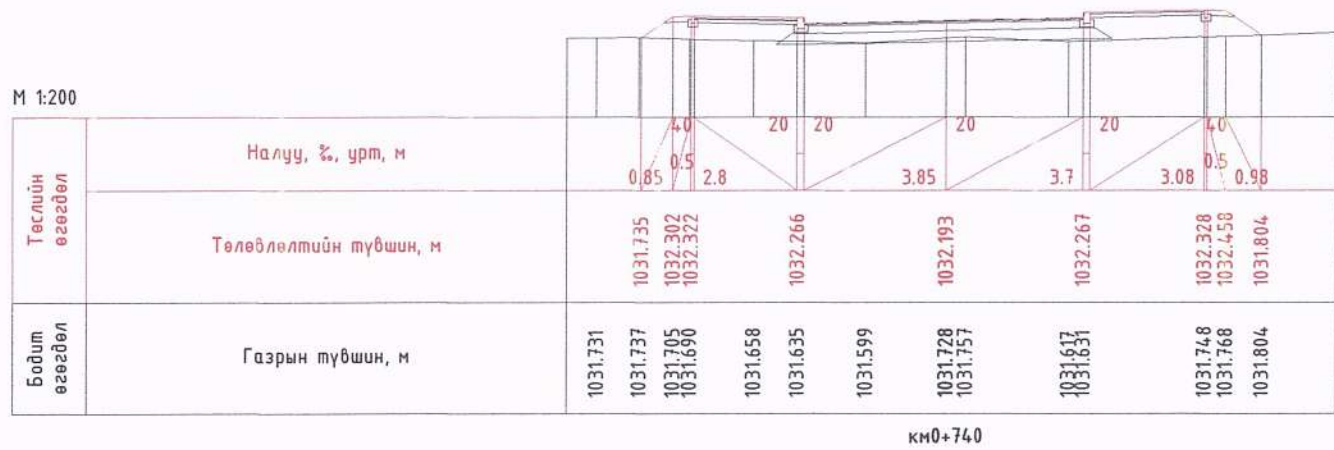 М 1:200
Төслийн өгөгдөл
Налуу, ‰, урт, м
40 20 20 20 20 40
0.85 0.5 2.8 3.85 3.7 3.08 0.5 0.98
Төлөвлөлтийн түвшин, м
1031.735 1032.302 1032.322 1032.266 1032.193 1032.267 1032.328 1032.458 1031.804
Бодит өгөгдөл
Газрын түвшин, м
1031.731 1031.737 1031.705 1031.690 1031.658 1031.635 1031.599 1031.728 1031.757 1031.617 1031.631 1031.748 1031.768 1031.804
км0+740